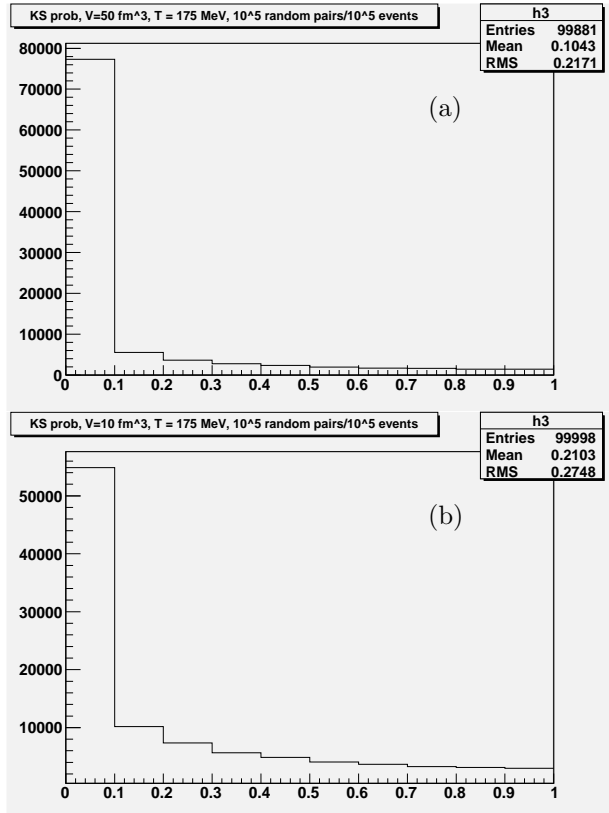 KS prob, V=50 fm^3, T = 175 MeV, 10^5 random pairs/10^5 events
h3
Entries 99881
Mean 0.1043
RMS 0.2171
(a)
80000
70000
60000
50000
40000
30000
20000
10000
0
0 0.1 0.2 0.3 0.4 0.5 0.6 0.7 0.8 0.9 1
KS prob, V=10 fm^3, T = 175 MeV, 10^5 random pairs/10^5 events
h3
Entries 99998
Mean 0.2103
RMS 0.2748
(b)
50000
40000
30000
20000
10000
0 0.1 0.2 0.3 0.4 0.5 0.6 0.7 0.8 0.9 1